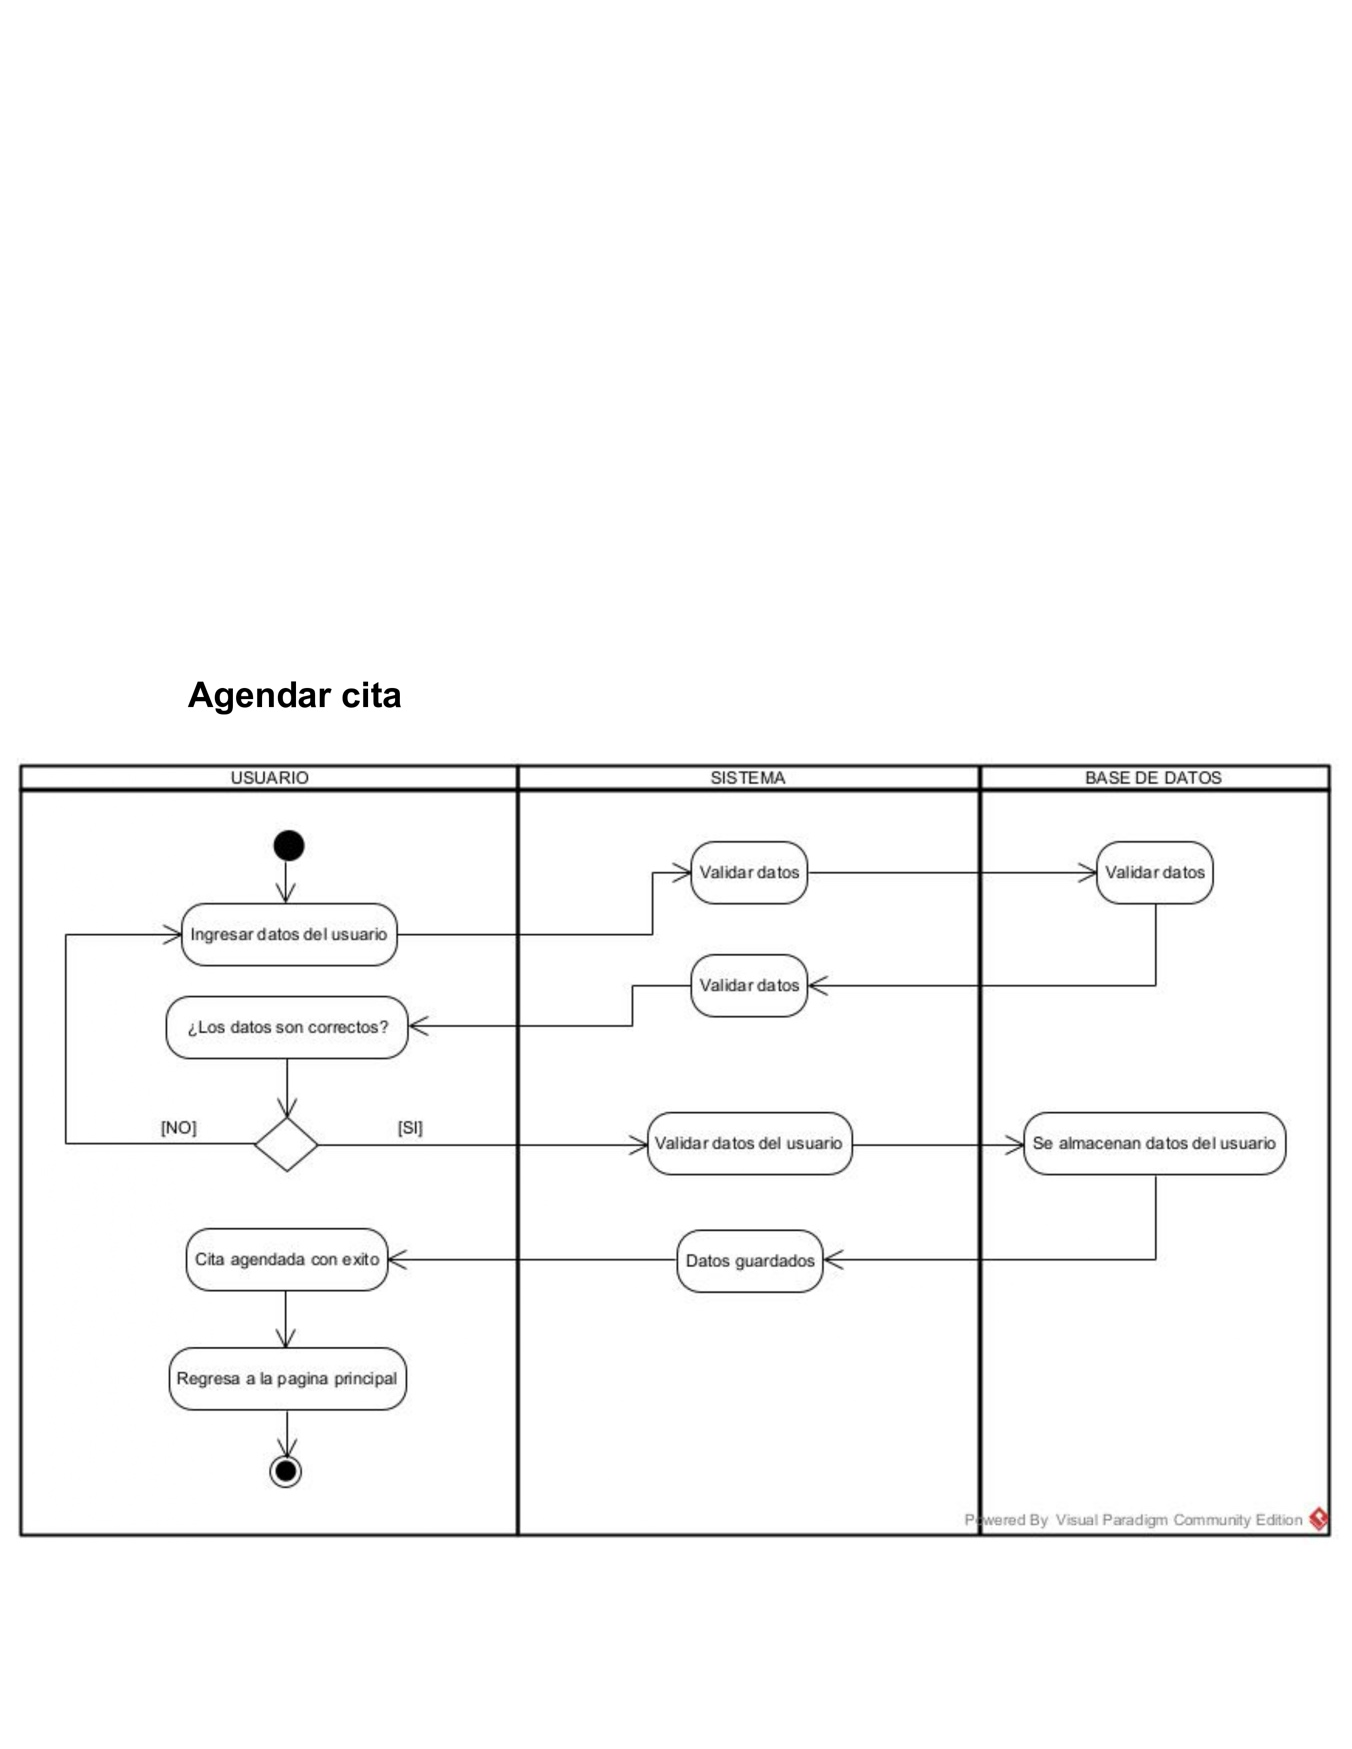 Agendar cita
USUARIO
SISTEMA
BASE DE DATOS
Validar datos
Validar datos
Ingresar datos del usuario
Validar datos
¿Los datos son correctos?
[NO]
[SI]
Validar datos del usuario
Se almacenan datos del usuario
Cita agendada con exito
Datos guardados
Regresa a la pagina principal
Powered By Visual Paradigm Community Edition